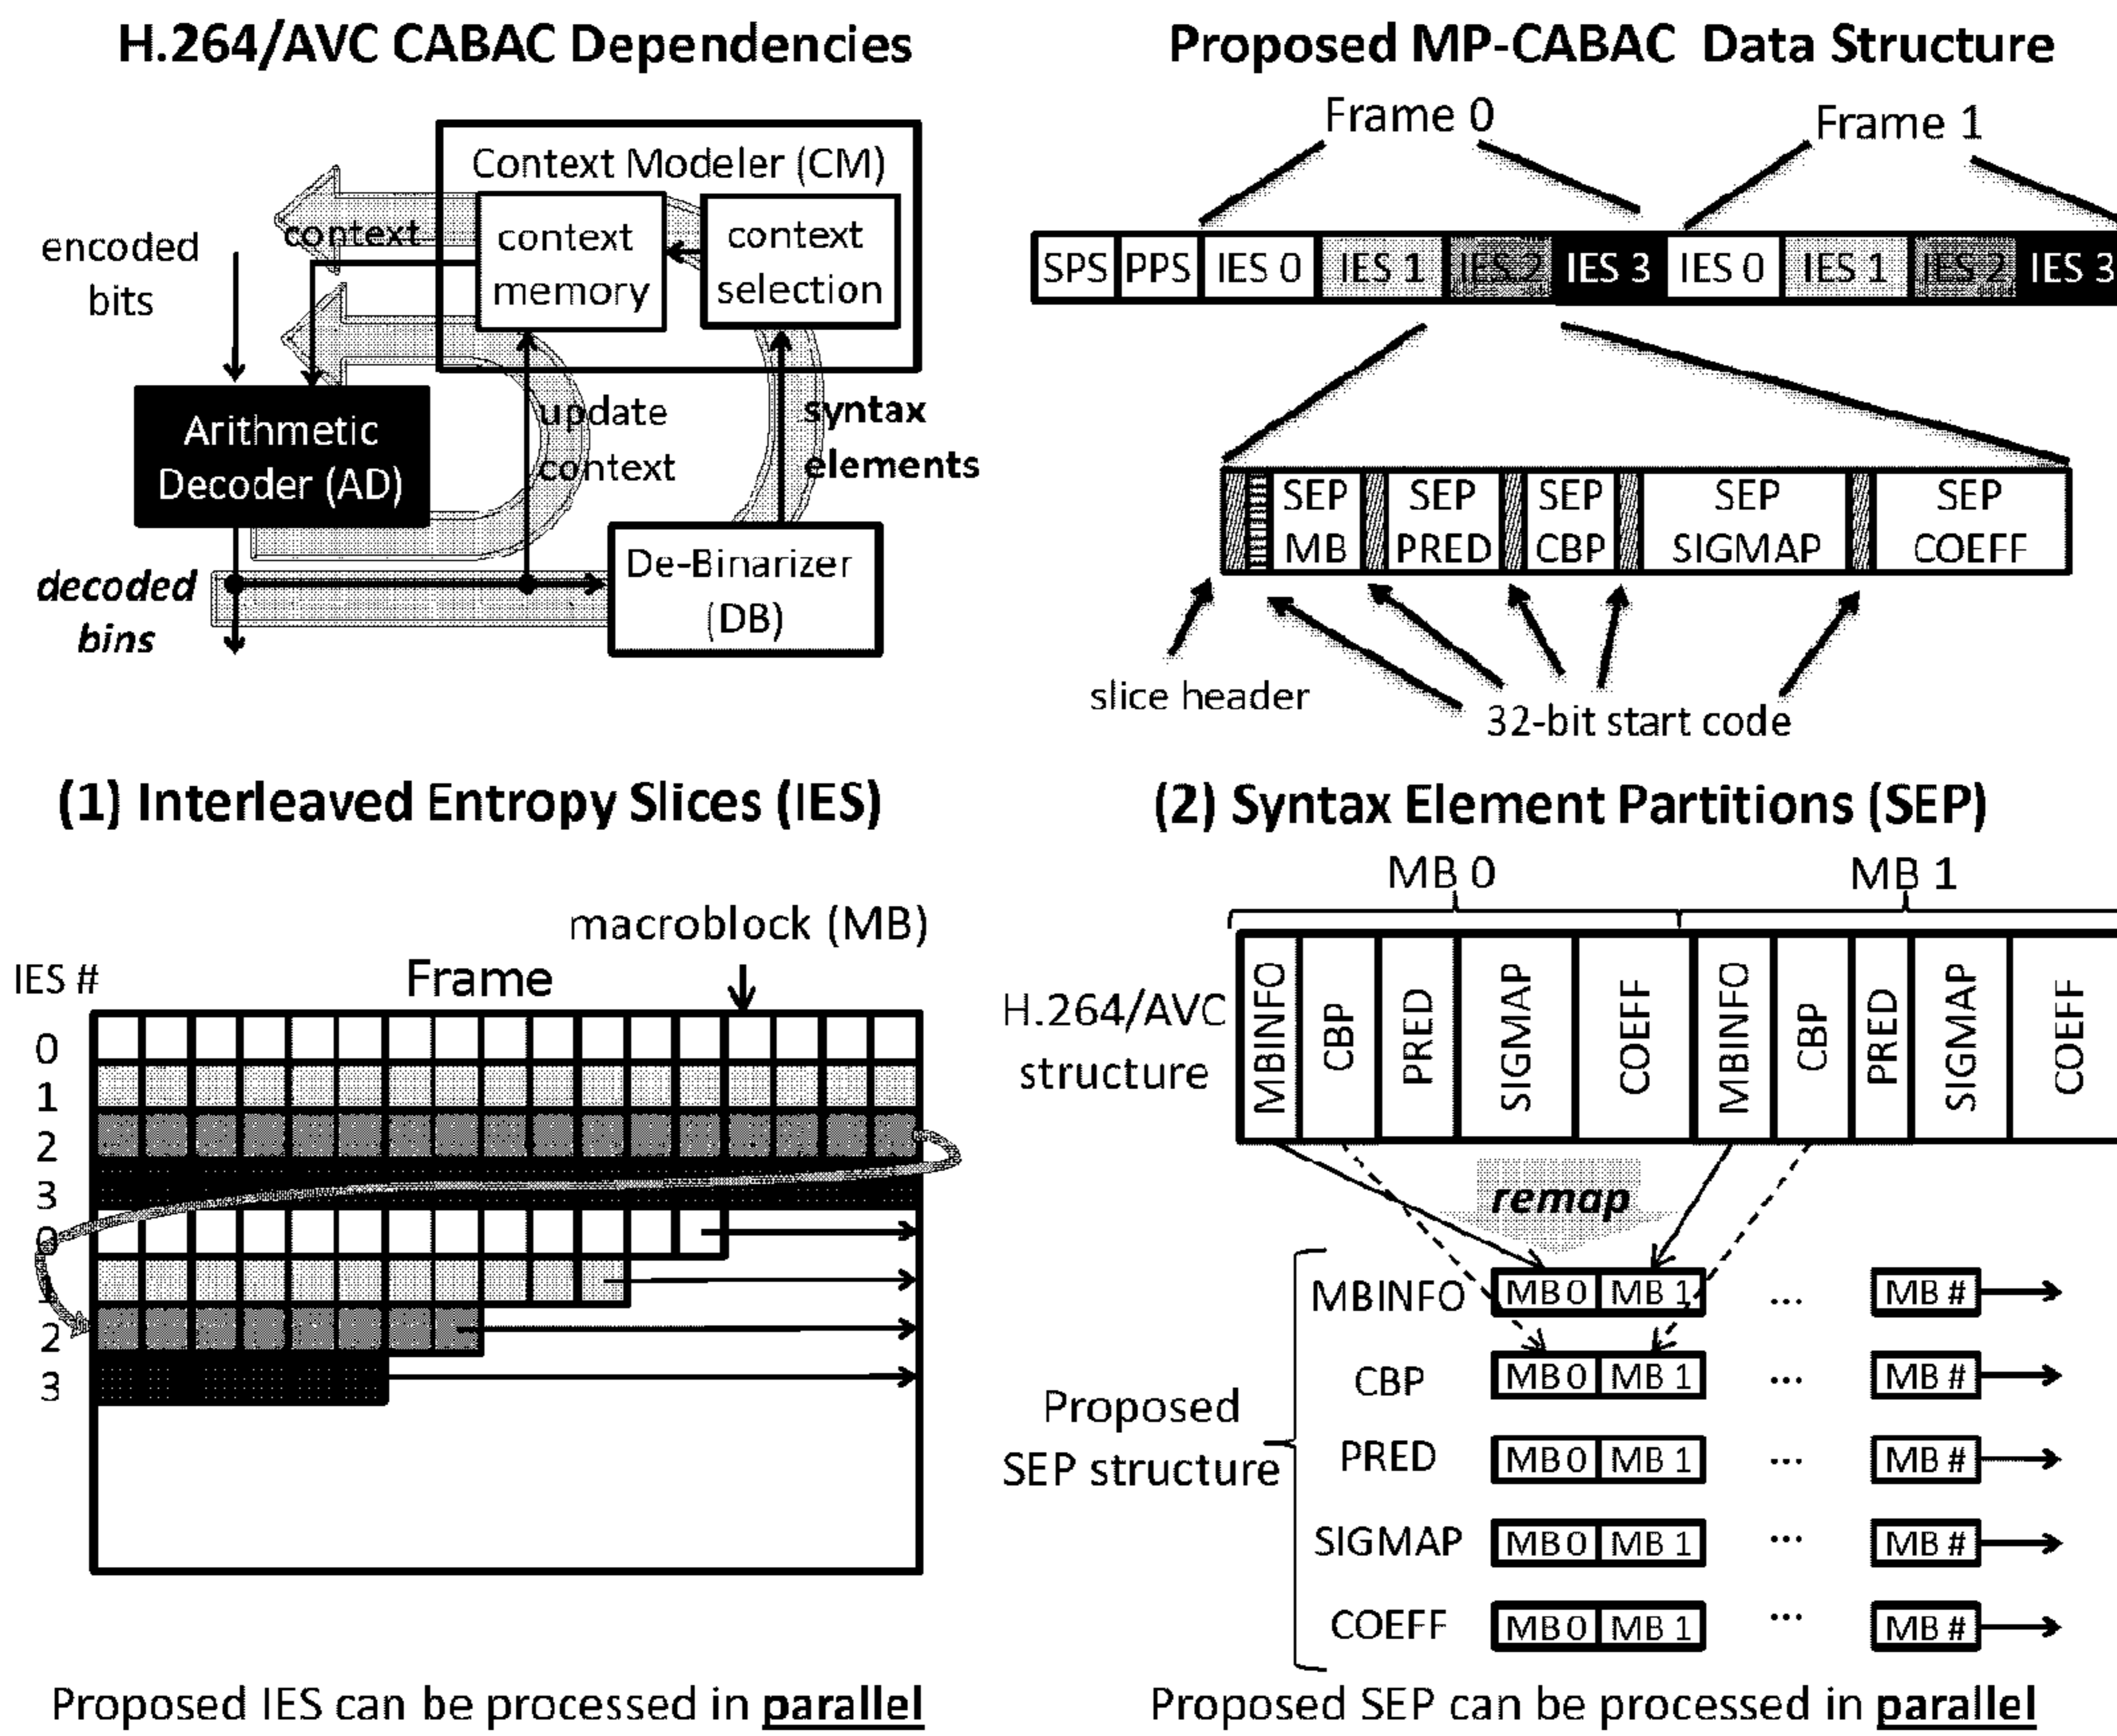 H.264/AVC CABAC Dependencies
Context Modeler (CM)
encoded
bits
context
context
memory
context
selection
Arithmetic
Decoder (AD)
update
context
syntax
elements
decoded
bins
De-Binarizer
(DB)
Proposed MP-CABAC Data Structure
Frame 0
Frame 1
SPS PPS IES 0 IES 1 IES 2 IES 3 IES 0 IES 1 IES 2 IES 3
SEP
MB
SEP
PRED
SEP
CBP
SEP
SIGMAP
SEP
COEFF
slice header
32-bit start code
(1) Interleaved Entropy Slices (IES)
macroblock (MB)
IES #
Frame
0
1
2
3
0
1
2
3
Proposed IES can be processed in parallel
(2) Syntax Element Partitions (SEP)
MB 0
MB 1
H.264/AVC
structure
MBINFO
CBP
PRED
SIGMAP
COEFF
MBINFO
CBP
PRED
SIGMAP
COEFF
remap
Proposed
SEP structure
MBINFO MB 0 MB 1 ... MB #
CBP MB 0 MB 1 ... MB #
PRED MB 0 MB 1 ... MB #
SIGMAP MB 0 MB 1 ... MB #
COEFF MB 0 MB 1 ... MB #
Proposed SEP can be processed in parallel